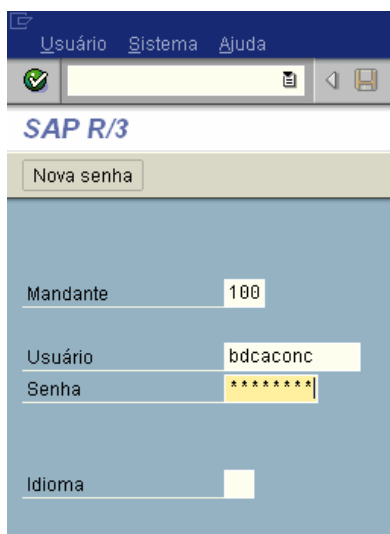 Usuário Sistema Ajuda
SAP R/3
Nova senha
Mandante 100
Usuário bdcaconc
Senha ********
Idioma